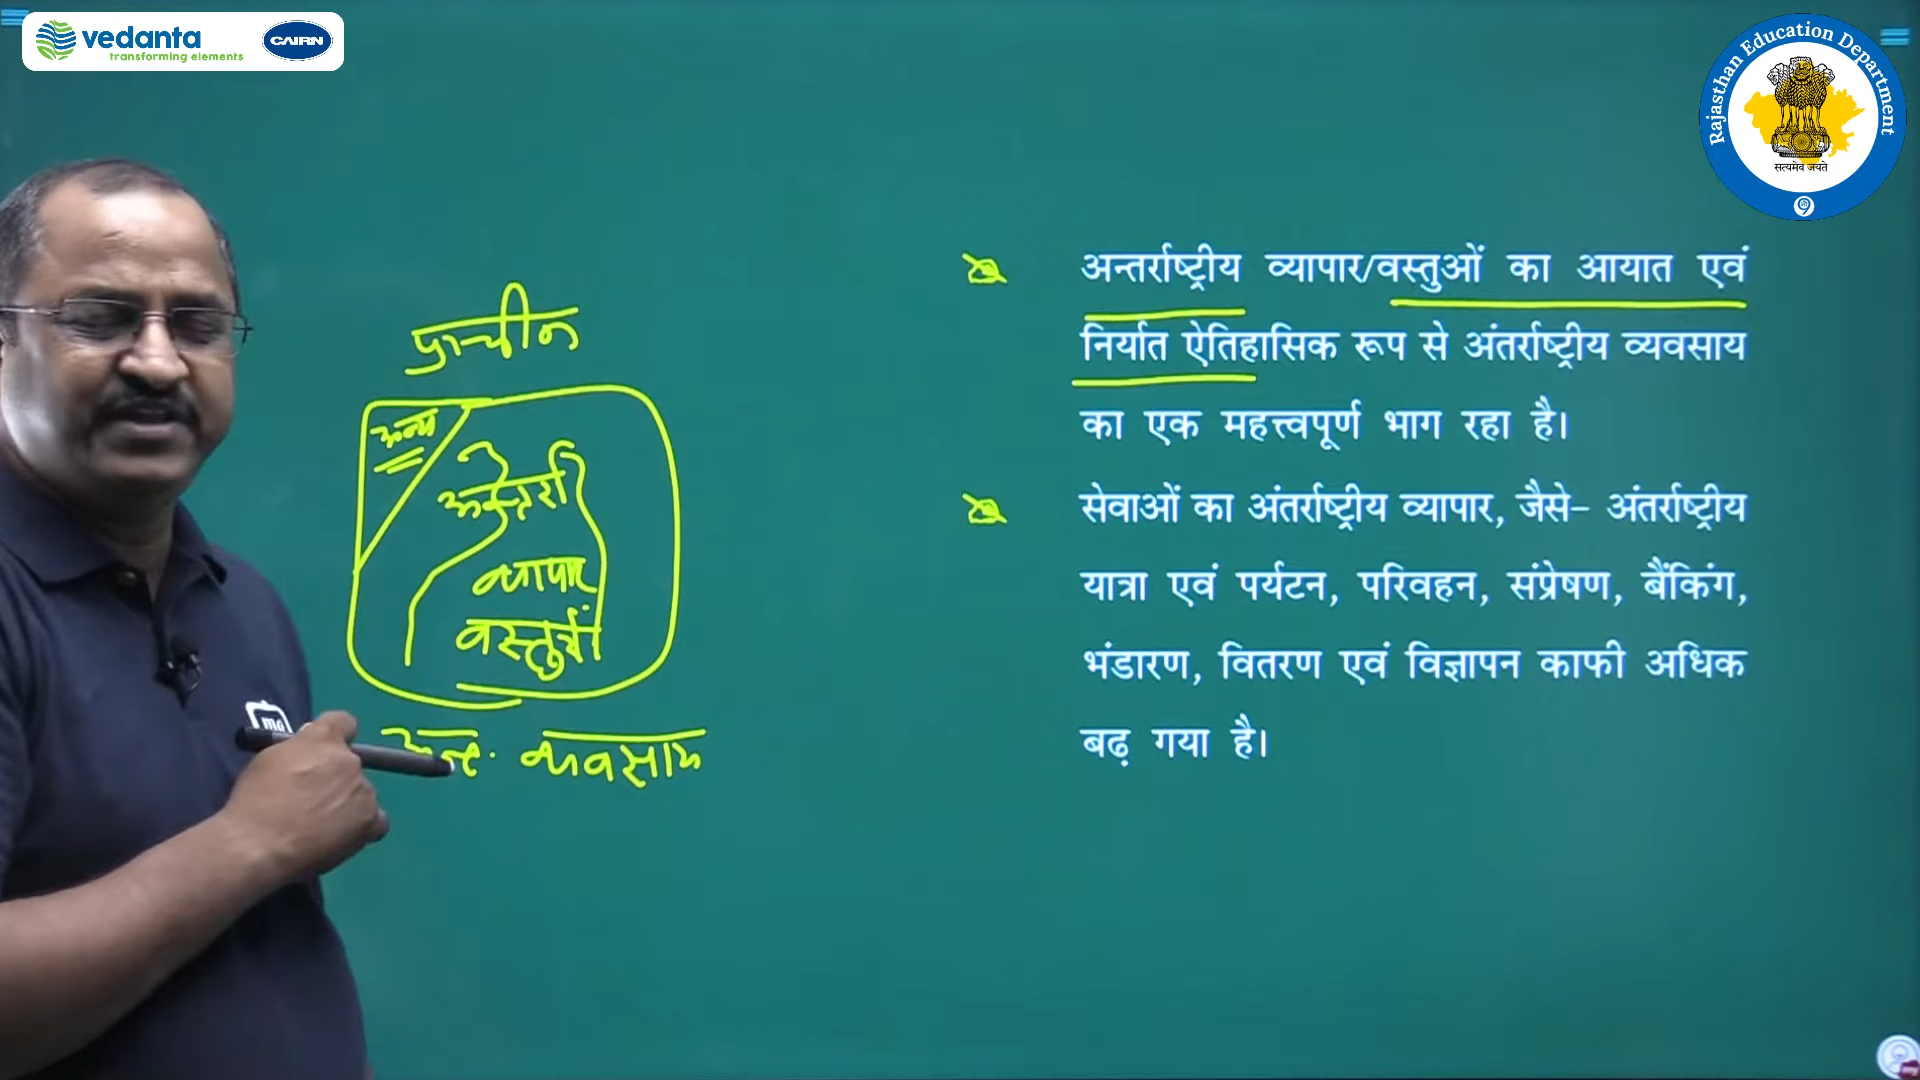 vedanta
transforming elements
CAIRN
Rajasthan Education Department
सत्यमेव जयते
प्राचीन
अन्य
अन्तर्रा
व्यापार
वस्तुओं
अन्त. व्यवसाय
अन्तर्राष्ट्रीय व्यापार/वस्तुओं का आयात एवं
निर्यात ऐतिहासिक रूप से अंतर्राष्ट्रीय व्यवसाय
का एक महत्त्वपूर्ण भाग रहा है।
सेवाओं का अंतर्राष्ट्रीय व्यापार, जैसे– अंतर्राष्ट्रीय
यात्रा एवं पर्यटन, परिवहन, संप्रेषण, बैंकिंग,
भंडारण, वितरण एवं विज्ञापन काफी अधिक
बढ़ गया है।